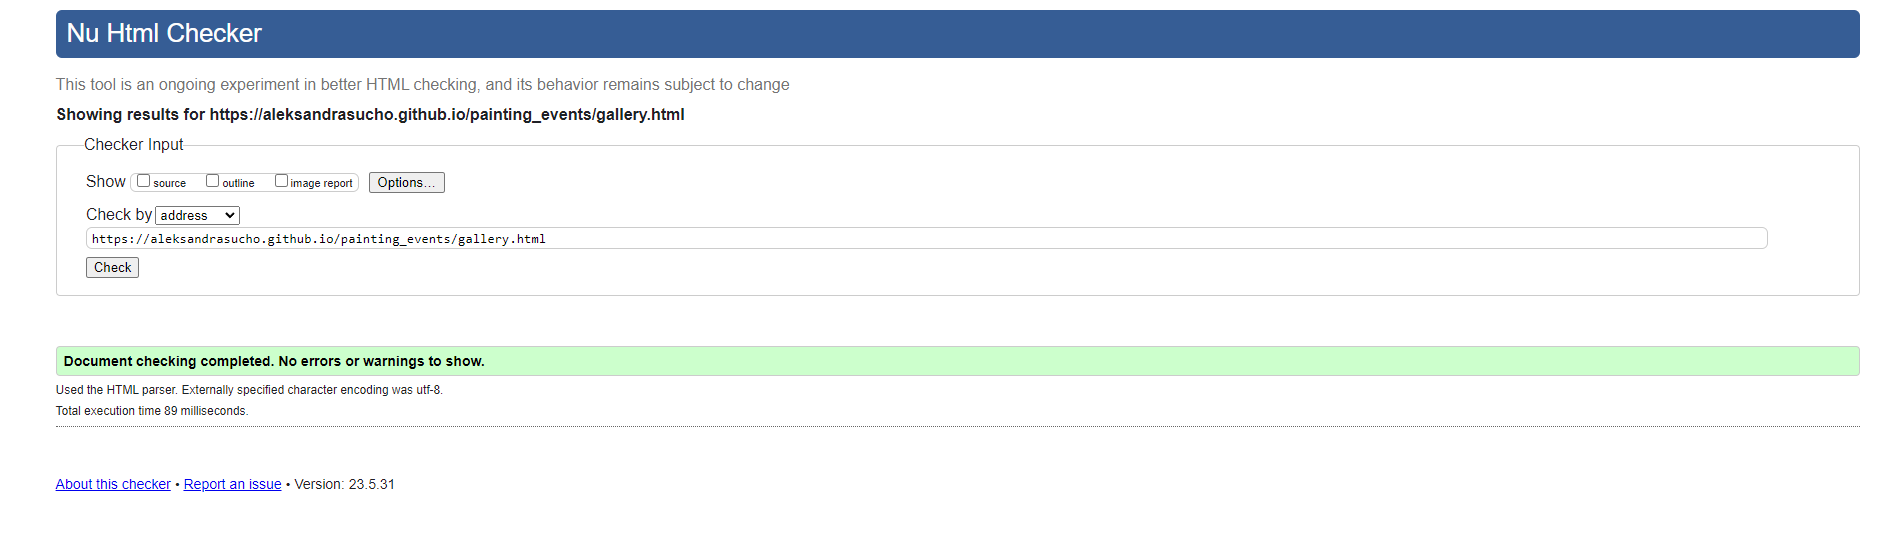 Nu Html Checker
This tool is an ongoing experiment in better HTML checking, and its behavior remains subject to change
Showing results for https://aleksandrasucho.github.io/painting_events/gallery.html
Checker Input
Show source outline image report Options...
Check by address
https://aleksandrasucho.github.io/painting_events/gallery.html
Check
Document checking completed. No errors or warnings to show.
Used the HTML parser. Externally specified character encoding was utf-8.
Total execution time 89 milliseconds.
About this checker • Report an issue • Version: 23.5.31